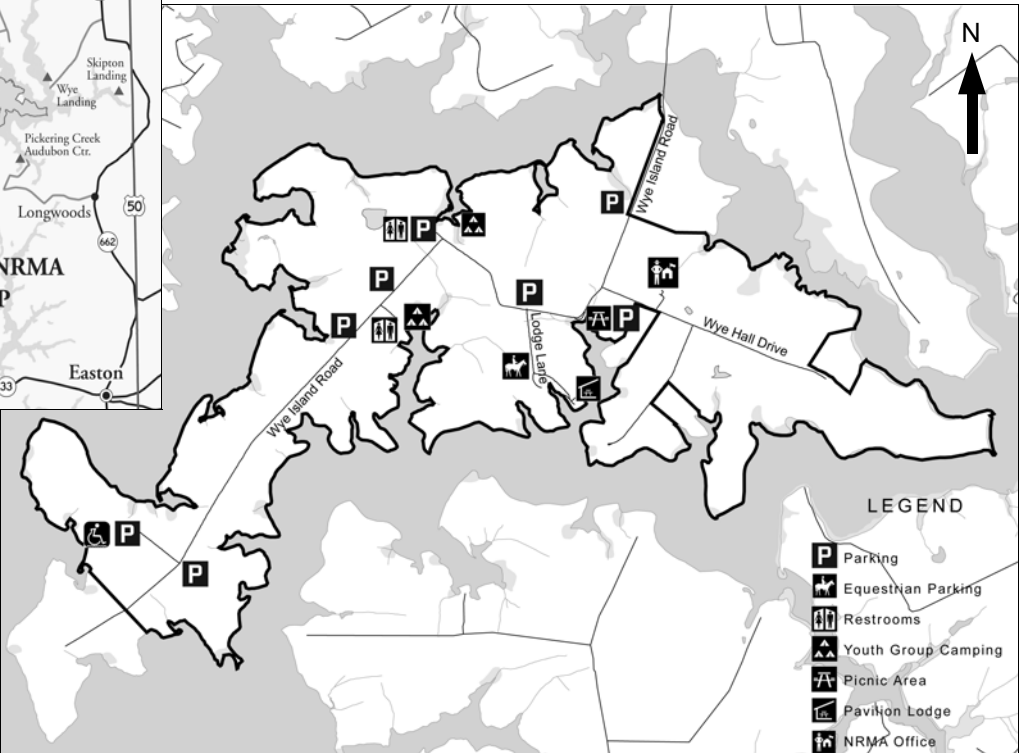 Skipton
Landing
Wye
Landing
Pickering Creek
Audubon Ctr.
Longwoods
50
662
NRMA
P
Easton
33
N
Wye Island Road
P
P
P
P
Lodge Lane
P
Wye Hall Drive
P
Wye Island Road
P
P
LEGEND
P Parking
Equestrian Parking
Restrooms
Youth Group Camping
Picnic Area
Pavilion Lodge
NRMA Office